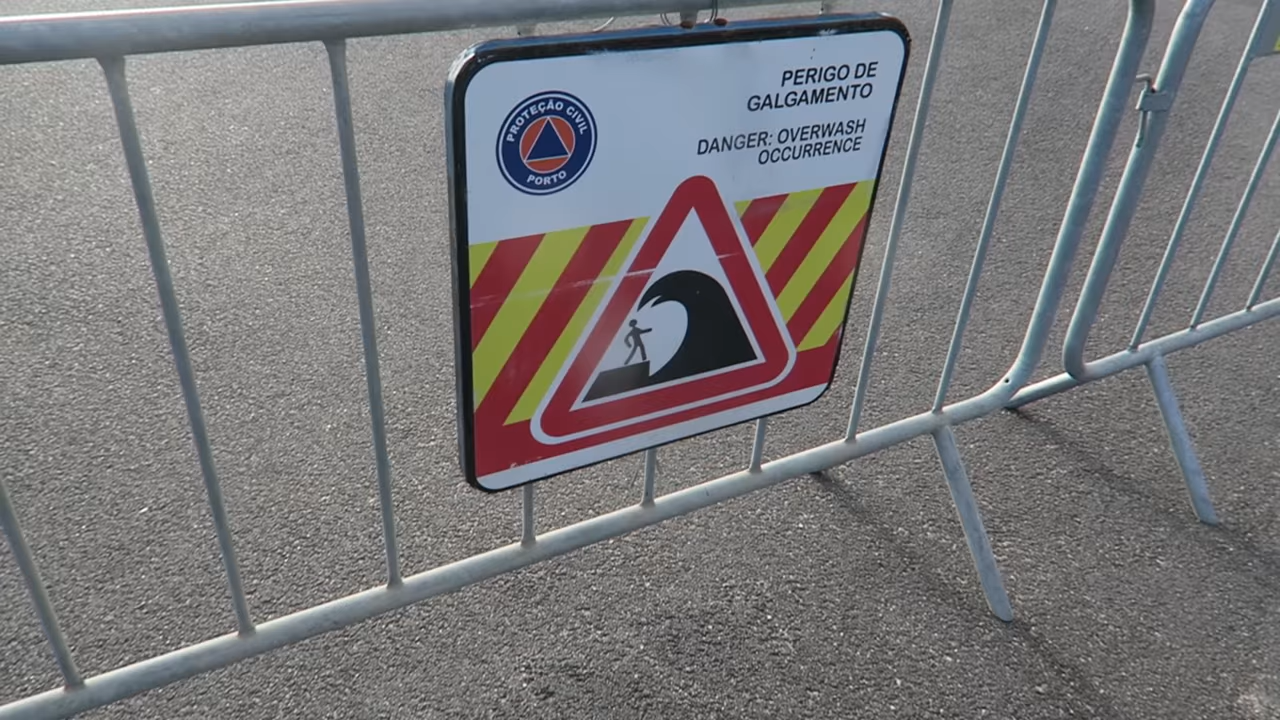 PROTEÇÃO CIVIL
PORTO
PERIGO DE
GALGAMENTO
DANGER: OVERWASH
OCCURRENCE